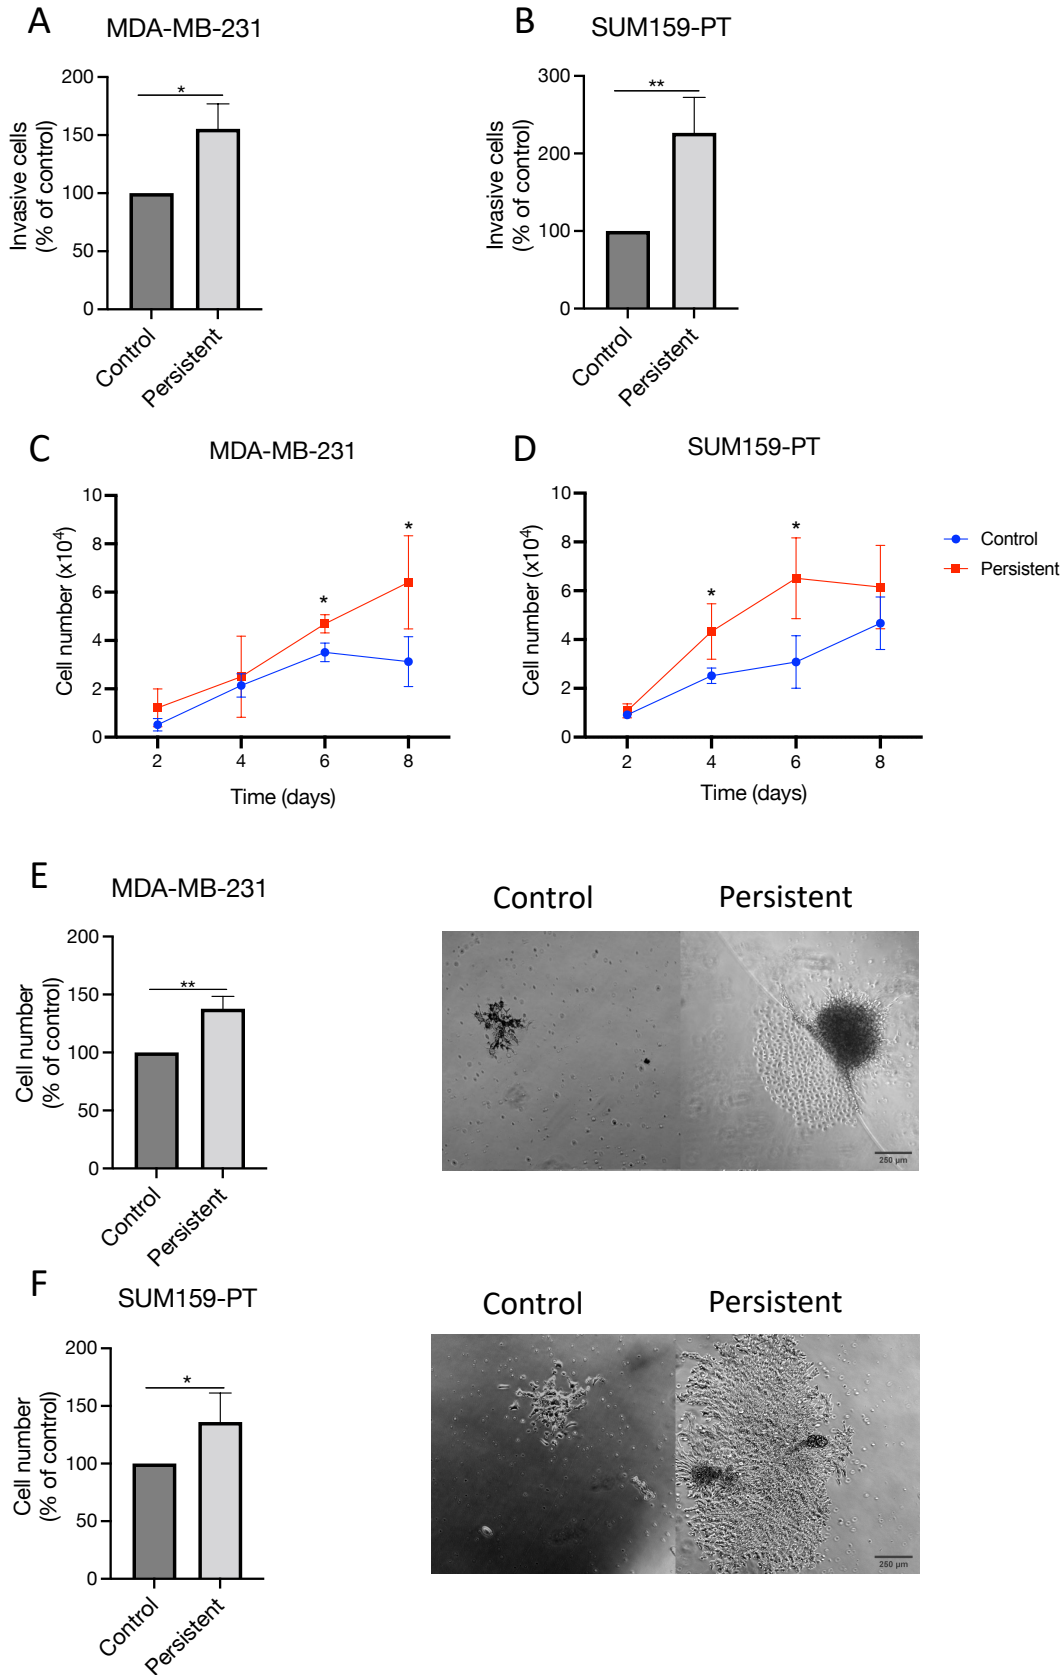 A
MDA-MB-231
Invasive cells
(% of control)
200
150
100
50
0
*
Control
Persistent
B
SUM159-PT
Invasive cells
(% of control)
300
200
100
0
**
Control
Persistent
C
MDA-MB-231
Cell number (x10⁴)
10
8
6
4
2
0
*
*
2 4 6 8
Time (days)
D
SUM159-PT
Cell number (x10⁴)
10
8
6
4
2
0
*
*
2 4 6 8
Time (days)
Control
Persistent
E
MDA-MB-231
Cell number
(% of control)
200
150
100
50
0
**
Control
Persistent
Control
Persistent
250 µm
F
SUM159-PT
Cell number
(% of control)
200
150
100
50
0
*
Control
Persistent
Control
Persistent
250 µm